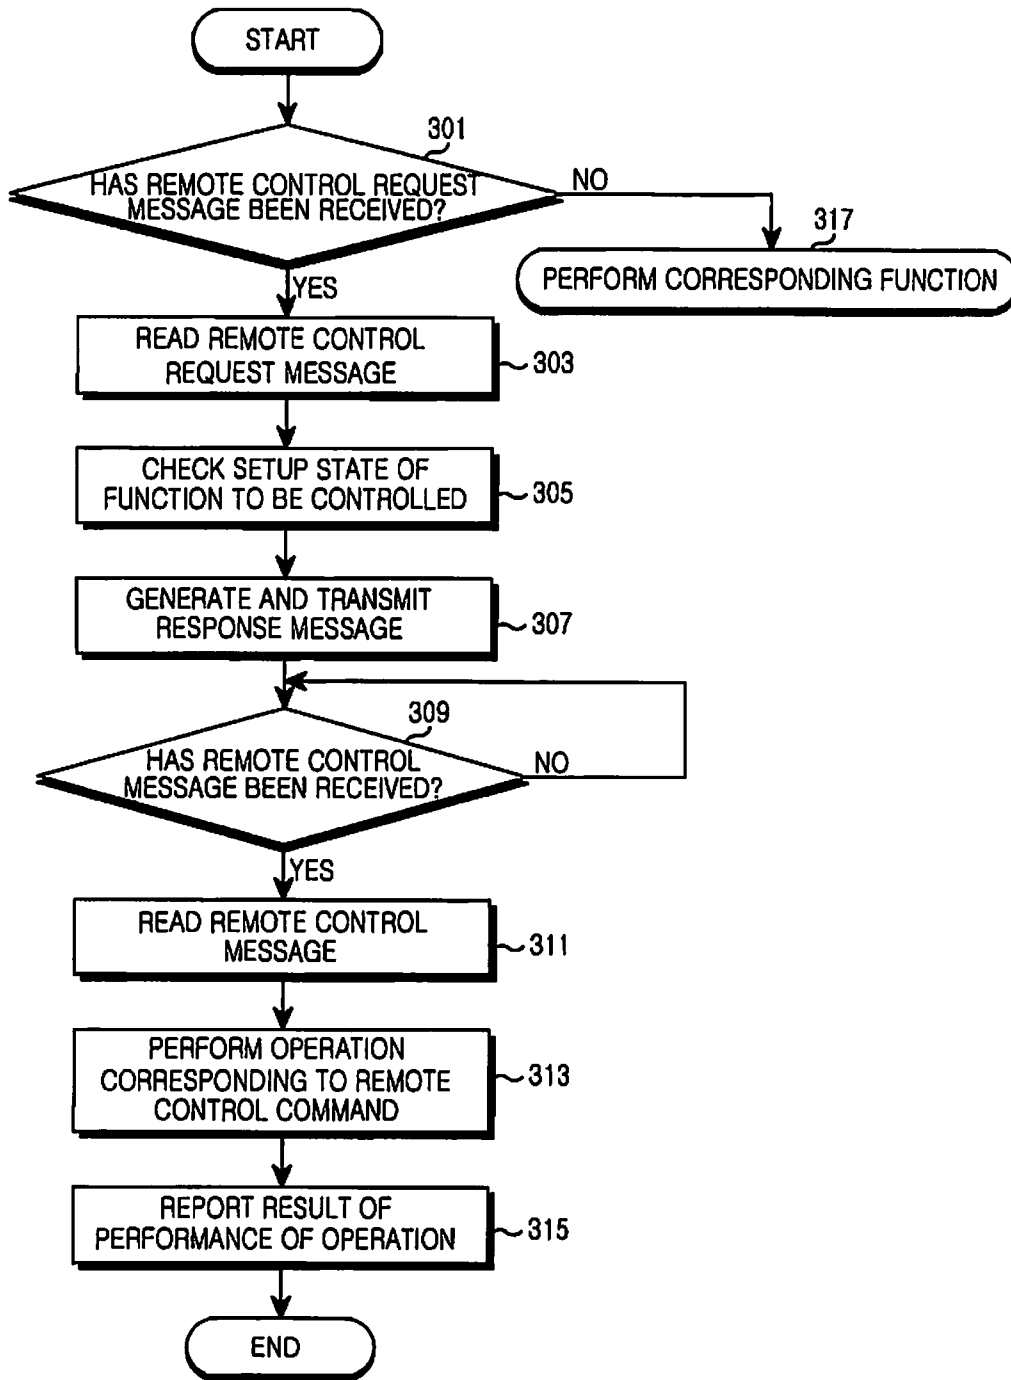 START
301
HAS REMOTE CONTROL REQUEST
MESSAGE BEEN RECEIVED?
NO
317
PERFORM CORRESPONDING FUNCTION
YES
READ REMOTE CONTROL
REQUEST MESSAGE
303
CHECK SETUP STATE OF
FUNCTION TO BE CONTROLLED
305
GENERATE AND TRANSMIT
RESPONSE MESSAGE
307
309
HAS REMOTE CONTROL
MESSAGE BEEN RECEIVED?
NO
YES
READ REMOTE CONTROL
MESSAGE
311
PERFORM OPERATION
CORRESPONDING TO REMOTE
CONTROL COMMAND
313
REPORT RESULT OF
PERFORMANCE OF OPERATION
315
END